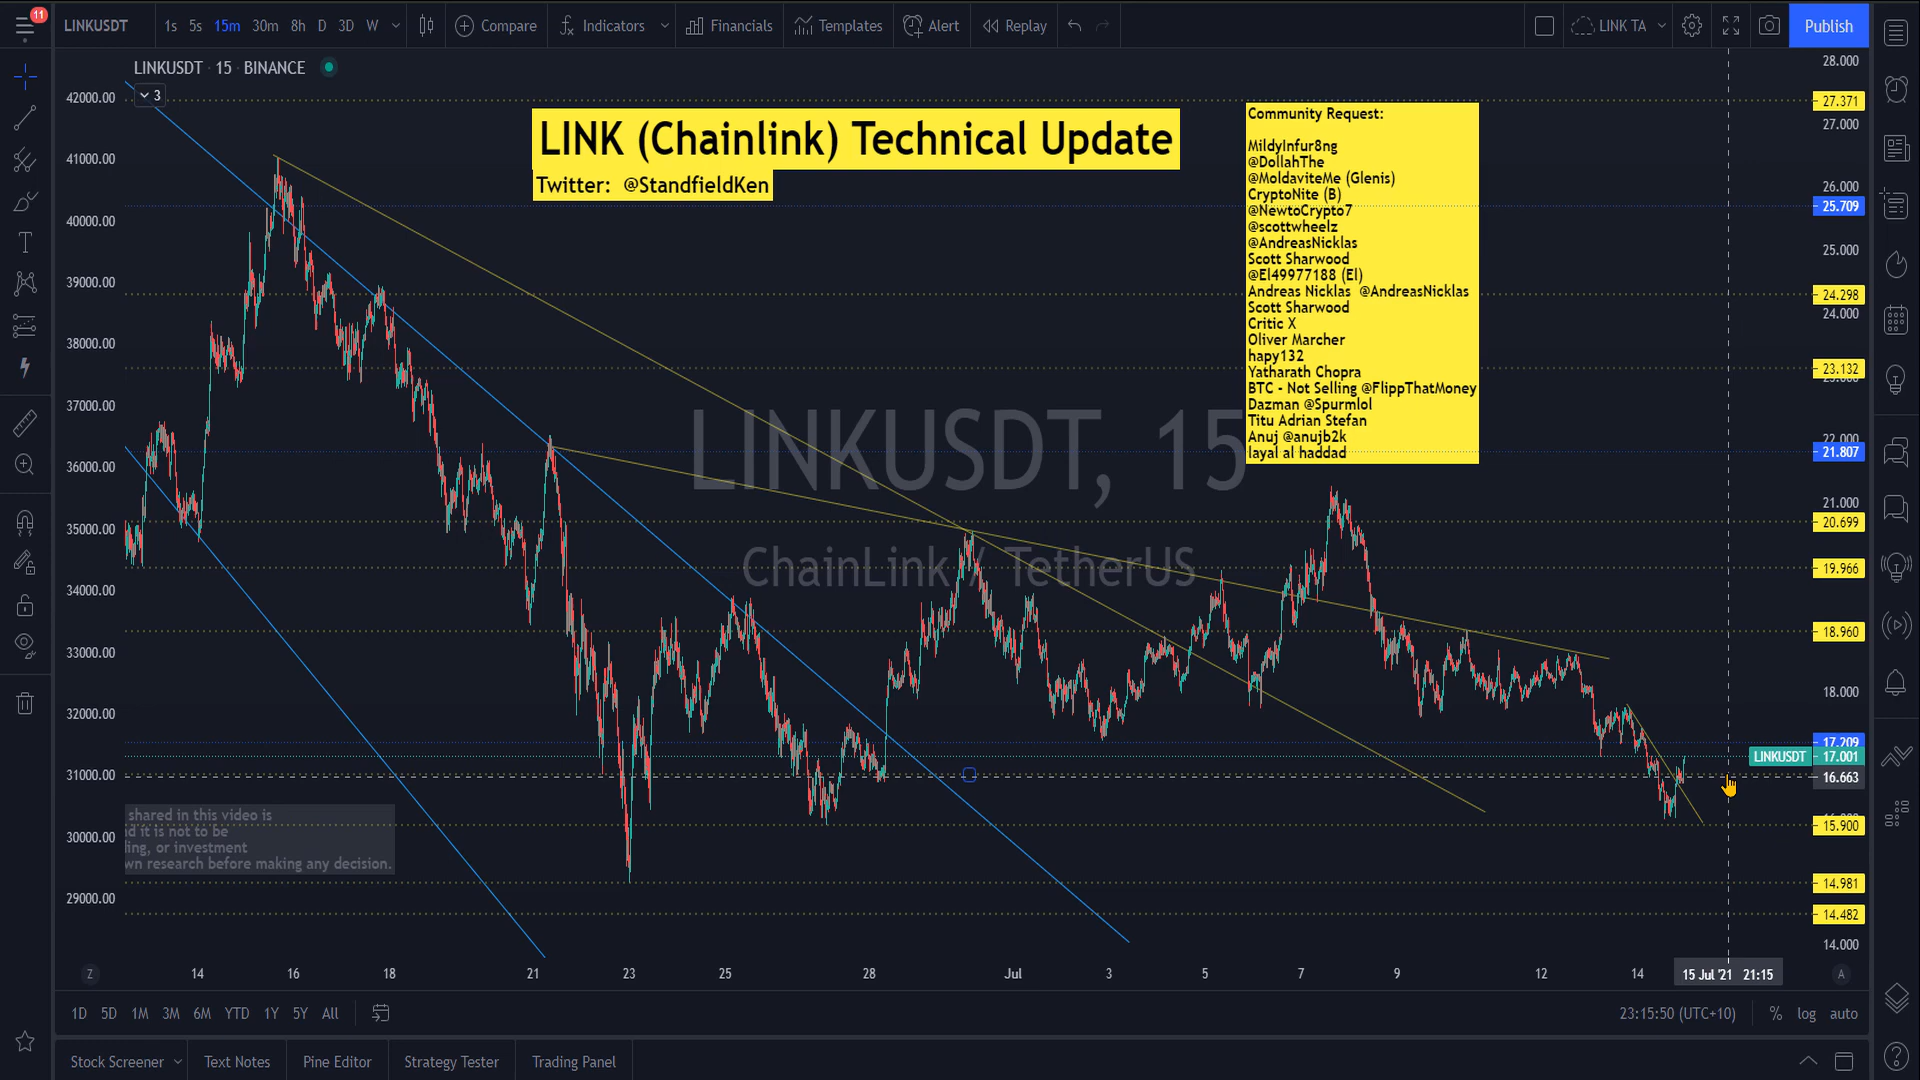 11
LINKUSDT
1s 5s 15m 30m 8h D 3D W
Compare
Indicators
Financials
Templates
Alert
Replay
LINK TA
Publish
LINKUSDT · 15 · BINANCE
3
LINK (Chainlink) Technical Update
Twitter: @StandfieldKen
Community Request:
MildyInfur8ng
@DollahThe
@MoldaviteMe (Glenis)
CryptoNite (B)
@NewtoCrypto7
@scottwheelz
@AndreasNicklas
Scott Sharwood
@El49977188 (El)
Andreas Nicklas @AndreasNicklas
Scott Sharwood
Critic X
Oliver Marcher
hapy132
Yatharath Chopra
BTC - Not Selling @FlippThatMoney
Dazman @Spurmlol
Titu Adrian Stefan
Anuj @anujb2k
layal al haddad
LINKUSDT, 15
ChainLink / TetherUS
42000.00
41000.00
40000.00
39000.00
38000.00
37000.00
36000.00
35000.00
34000.00
33000.00
32000.00
31000.00
30000.00
29000.00
28.000
27.371
27.000
26.000
25.709
25.000
24.298
24.000
23.132
23.000
22.000
21.807
21.000
20.699
19.966
18.960
18.000
17.209
LINKUSDT 17.001
16.663
15.900
14.981
14.482
14.000
shared in this video is
d it is not to be
ling, or investment
wn research before making any decision.
Z 14 16 18 21 23 25 28 Jul 3 5 7 9 12 14 15 Jul '21 21:15 A
1D 5D 1M 3M 6M YTD 1Y 5Y All
23:15:50 (UTC+10) % log auto
Stock Screener
Text Notes
Pine Editor
Strategy Tester
Trading Panel